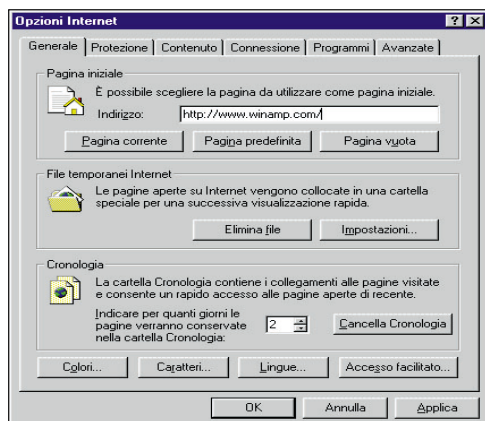 Opzioni Internet
Generale Protezione Contenuto Connessione Programmi Avanzate
Pagina iniziale
È possibile scegliere la pagina da utilizzare come pagina iniziale.
Indirizzo: http://www.winamp.com/
Pagina corrente Pagina predefinita Pagina vuota
File temporanei Internet
Le pagine aperte su Internet vengono collocate in una cartella
speciale per una successiva visualizzazione rapida.
Elimina file Impostazioni...
Cronologia
La cartella Cronologia contiene i collegamenti alle pagine visitate
e consente un rapido accesso alle pagine aperte di recente.
Indicare per quanti giorni le
pagine verranno conservate
nella cartella Cronologia:
2
Cancella Cronologia
Colori... Caratteri... Lingue... Accesso facilitato...
OK Annulla Applica